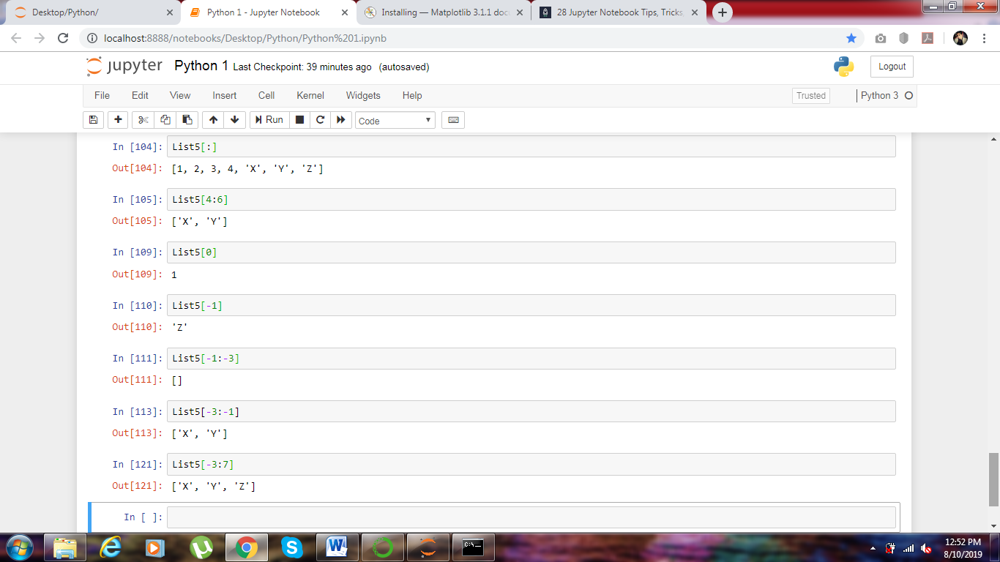 Desktop/Python/
Python 1 - Jupyter Notebook
Installing — Matplotlib 3.1.1 doc
28 Jupyter Notebook Tips, Tricks,
localhost:8888/notebooks/Desktop/Python/Python%201.ipynb
jupyter Python 1 Last Checkpoint: 39 minutes ago (autosaved)
Logout
File Edit View Insert Cell Kernel Widgets Help
Trusted
Python 3
Run
Code
In [104]: List5[:]
Out[104]: [1, 2, 3, 4, 'X', 'Y', 'Z']
In [105]: List5[4:6]
Out[105]: ['X', 'Y']
In [109]: List5[0]
Out[109]: 1
In [110]: List5[-1]
Out[110]: 'Z'
In [111]: List5[-1:-3]
Out[111]: []
In [113]: List5[-3:-1]
Out[113]: ['X', 'Y']
In [121]: List5[-3:7]
Out[121]: ['X', 'Y', 'Z']
In [ ]:
12:52 PM
8/10/2019